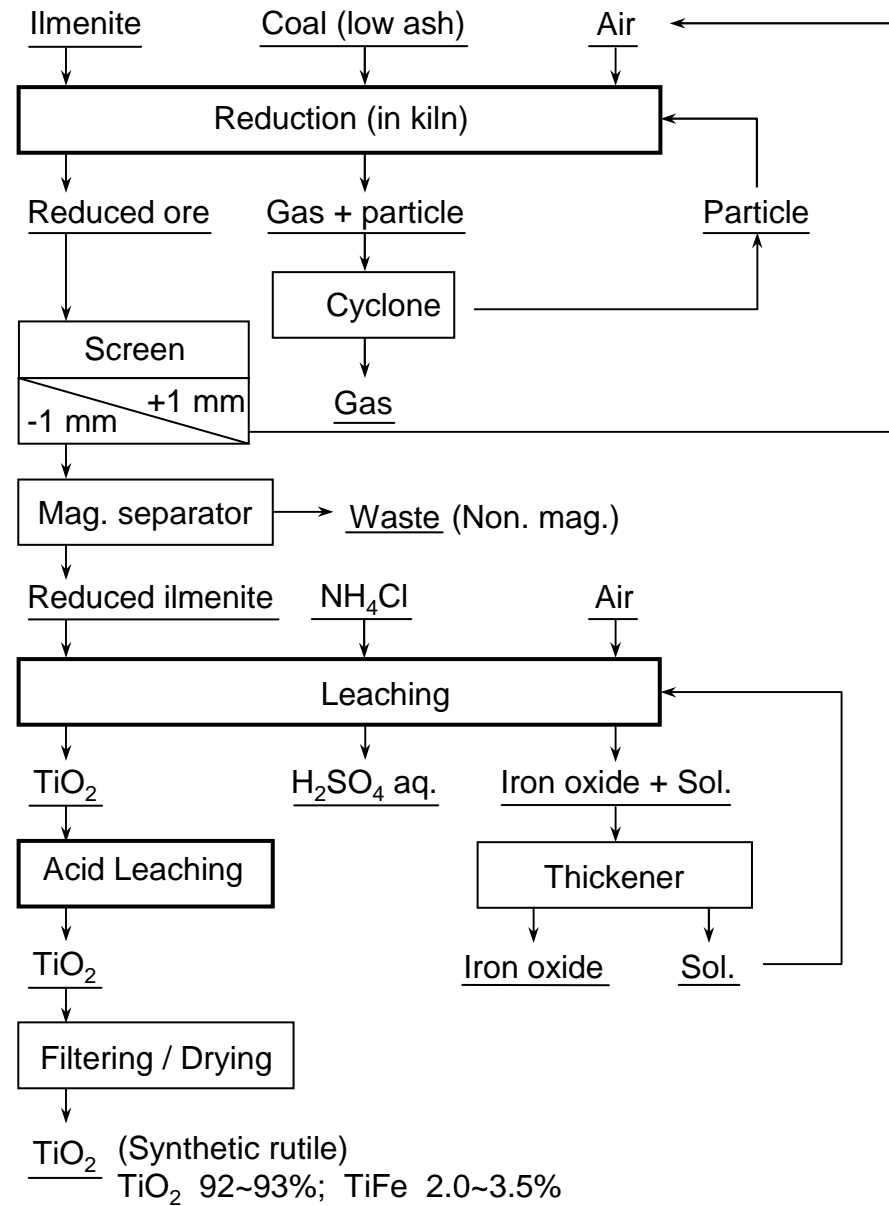 Ilmenite Coal (low ash) Air
Reduction (in kiln)
Reduced ore Gas + particle Particle
Cyclone
Screen
-1 mm +1 mm
Gas
Mag. separator Waste (Non. mag.)
Reduced ilmenite NH₄Cl Air
Leaching
TiO₂ H₂SO₄ aq. Iron oxide + Sol.
Acid Leaching Thickener
TiO₂ Iron oxide Sol.
Filtering / Drying
TiO₂ (Synthetic rutile)
TiO₂ 92~93%; TiFe 2.0~3.5%